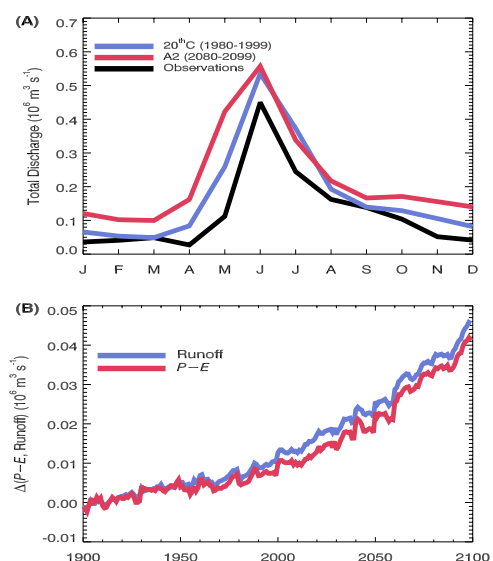 (A)
0.7
0.6
0.5
0.4
0.3
0.2
0.1
0.0
Total Discharge (10⁶ m³ s⁻¹)
20ᵗʰC (1980-1999)
A2 (2080-2099)
Observations
J F M A M J J A S O N D
(B)
0.05
0.04
0.03
0.02
0.01
0.00
-0.01
Δ(P−E, Runoff) (10⁶ m³ s⁻¹)
Runoff
P−E
1900 1950 2000 2050 2100